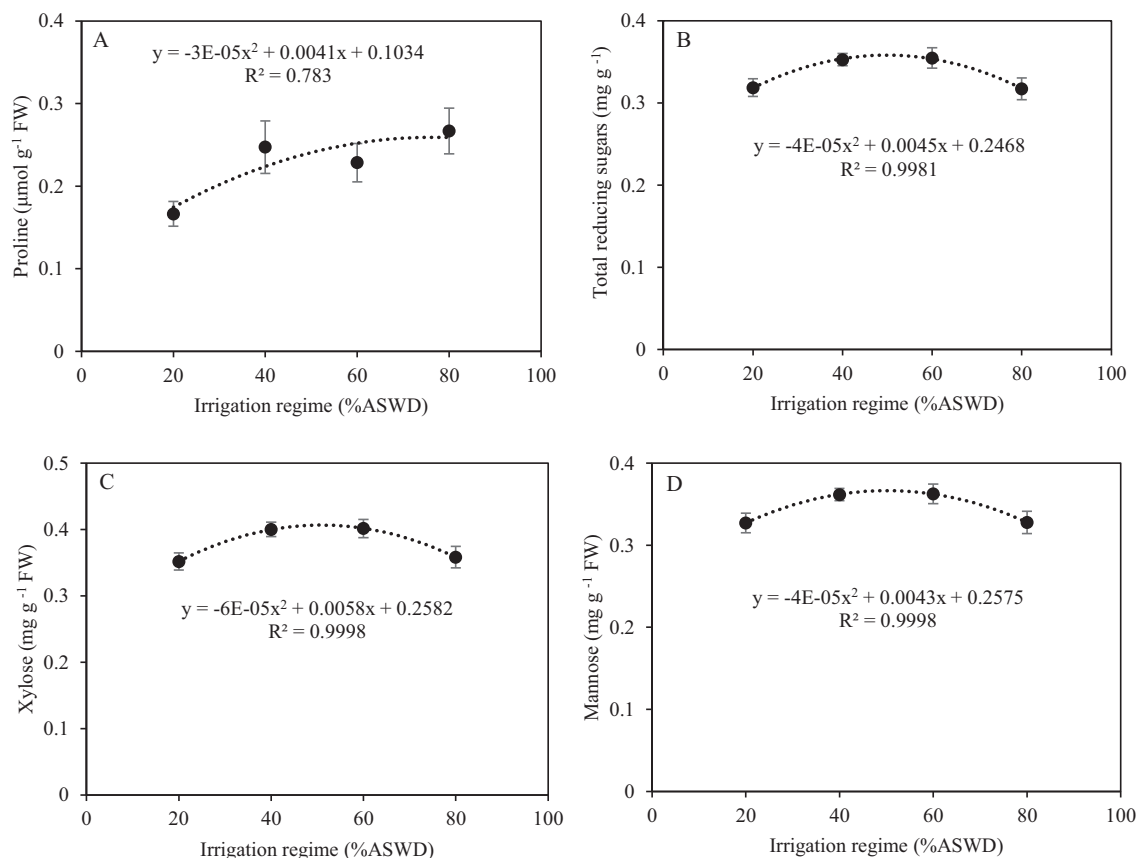 A
y = -3E-05x² + 0.0041x + 0.1034
R² = 0.783
Proline (μmol g⁻¹ FW)
0.4
0.3
0.2
0.1
0
0 20 40 60 80 100
Irrigation regime (%ASWD)
B
y = -4E-05x² + 0.0045x + 0.2468
R² = 0.9981
Total reducing sugars (mg g⁻¹)
0.4
0.3
0.2
0.1
0
0 20 40 60 80 100
Irrigation regime (%ASWD)
C
y = -6E-05x² + 0.0058x + 0.2582
R² = 0.9998
Xylose (mg g ⁻¹ FW)
0.5
0.4
0.3
0.2
0.1
0
0 20 40 60 80 100
Irrigation regime (%ASWD)
D
y = -4E-05x² + 0.0043x + 0.2575
R² = 0.9998
Mannose (mg g ⁻¹ FW)
0.4
0.3
0.2
0.1
0
0 20 40 60 80 100
Irrigation regime (%ASWD)